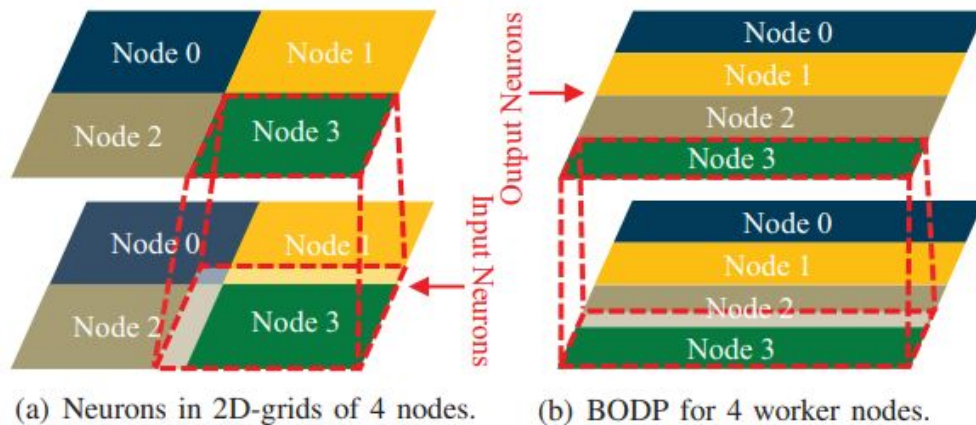 Node 0
Node 1
Node 2
Node 3
Node 0
Node 1
Node 2
Node 3
Input Neurons
Output Neurons
Node 0
Node 1
Node 2
Node 3
Node 0
Node 1
Node 2
Node 3
(a) Neurons in 2D-grids of 4 nodes.
(b) BODP for 4 worker nodes.